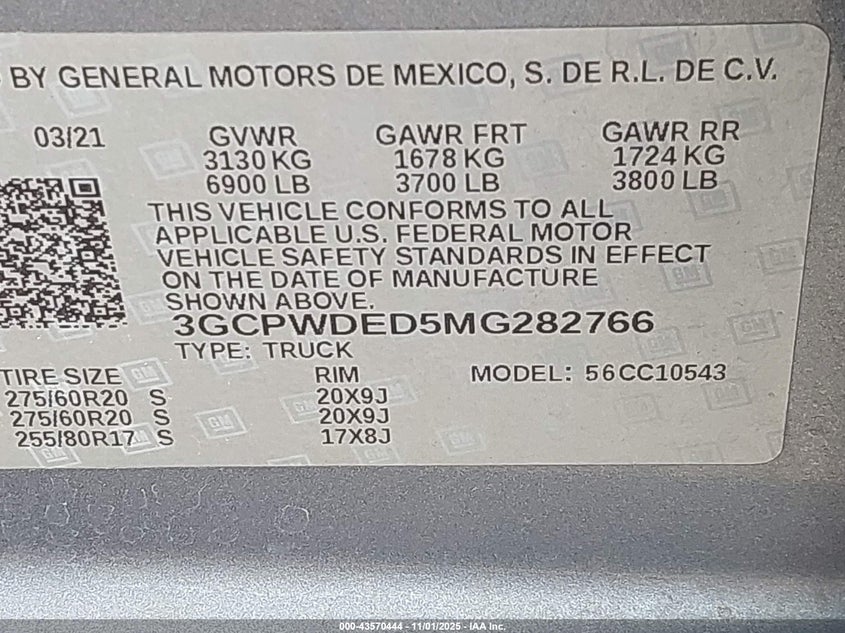 BY GENERAL MOTORS DE MEXICO, S. DE R.L. DE C.V.
03/21 GVWR GAWR FRT GAWR RR
3130 KG 1678 KG 1724 KG
6900 LB 3700 LB 3800 LB
THIS VEHICLE CONFORMS TO ALL
APPLICABLE U.S. FEDERAL MOTOR
VEHICLE SAFETY STANDARDS IN EFFECT
ON THE DATE OF MANUFACTURE
SHOWN ABOVE.
3GCPWDED5MG282766
TYPE: TRUCK
TIRE SIZE RIM MODEL: 56CC10543
275/60R20 S 20X9J
275/60R20 S 20X9J
255/80R17 S 17X8J
000-43570444 - 11/01/2025 - IAA Inc.